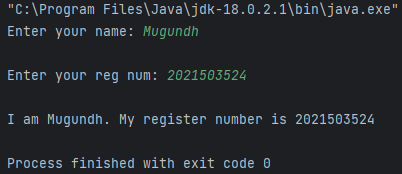 "C:\Program Files\Java\jdk-18.0.2.1\bin\java.exe"
Enter your name: Mugundh
Enter your reg num: 2021503524
I am Mugundh. My register number is 2021503524
Process finished with exit code 0